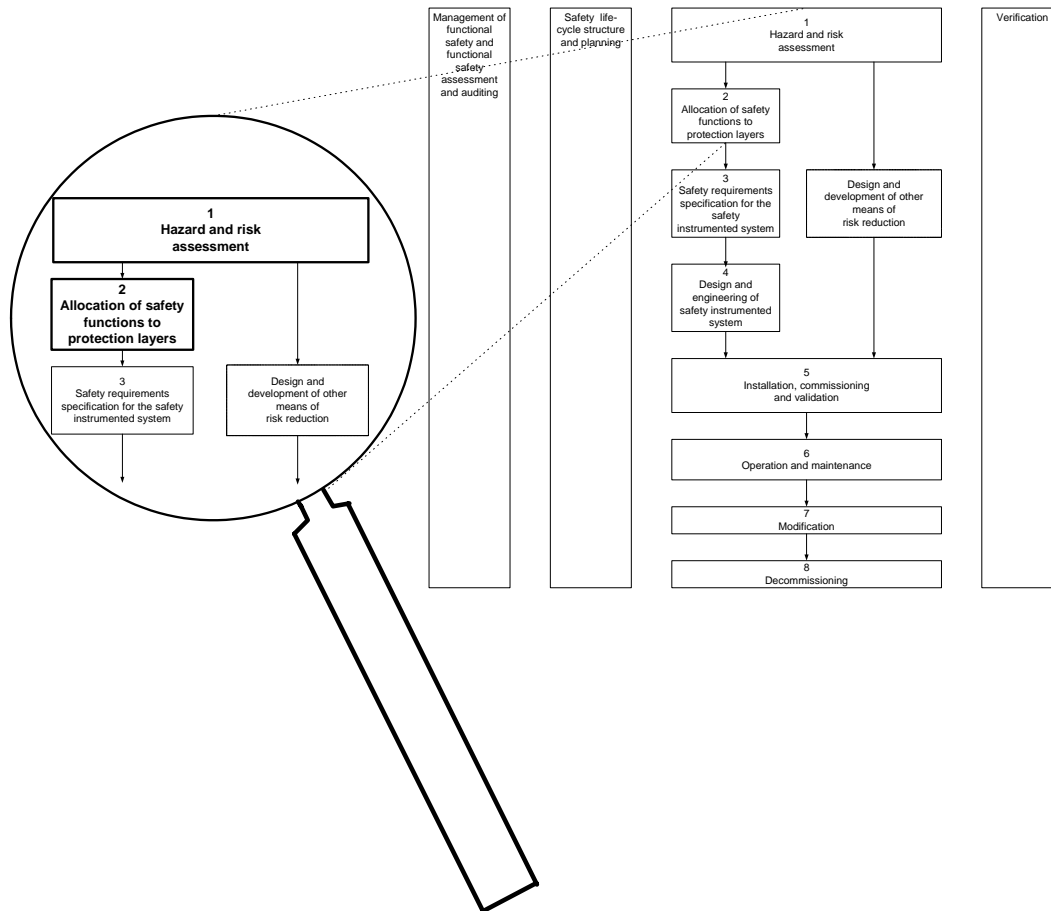 Management of
functional
safety and
functional
safety
assessment
and auditing
Safety life-
cycle structure
and planning
1
Hazard and risk
assessment
2
Allocation of safety
functions to
protection layers
3
Safety requirements
specification for the
safety
instrumented system
Design and
development of other
means of
risk reduction
4
Design and
engineering of
safety instrumented
system
5
Installation, commissioning
and validation
6
Operation and maintenance
7
Modification
8
Decommissioning
Verification
1
Hazard and risk
assessment
2
Allocation of safety
functions to
protection layers
3
Safety requirements
specification for the safety
instrumented system
Design and
development of other
means of
risk reduction